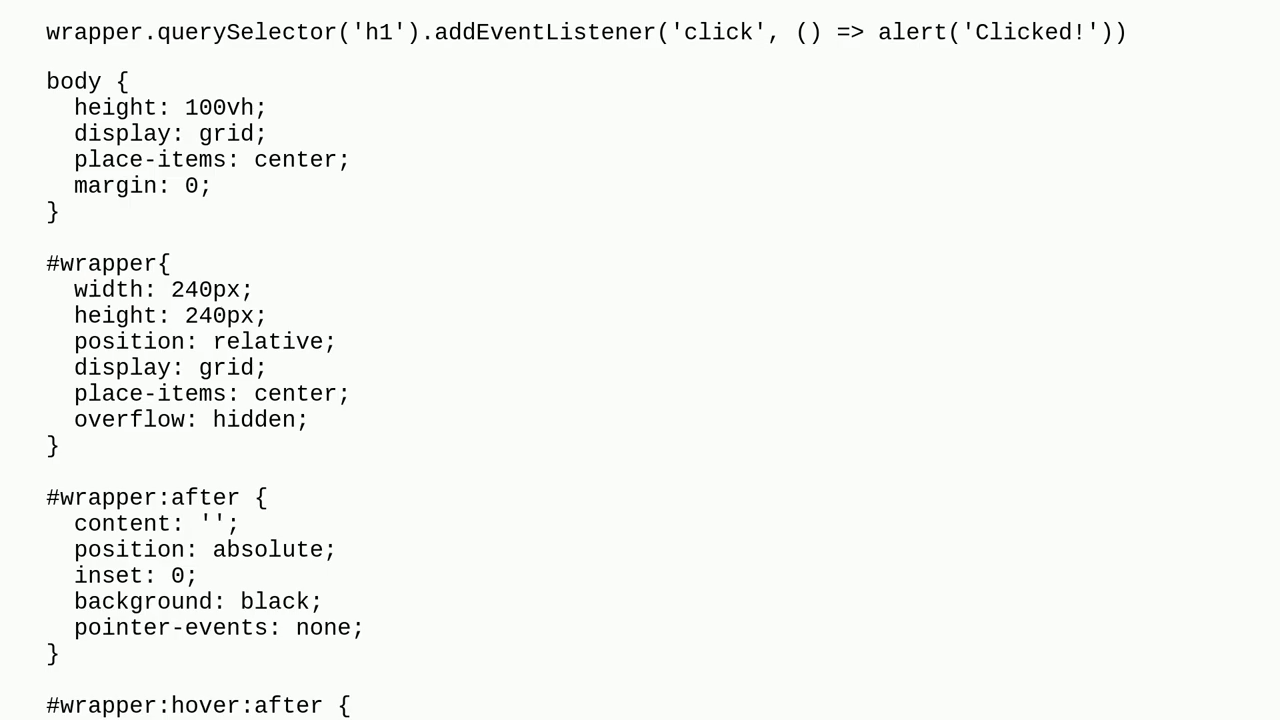 wrapper.querySelector('h1').addEventListener('click', () => alert('Clicked!'))

body {
  height: 100vh;
  display: grid;
  place-items: center;
  margin: 0;
}

#wrapper{
  width: 240px;
  height: 240px;
  position: relative;
  display: grid;
  place-items: center;
  overflow: hidden;
}

#wrapper:after {
  content: '';
  position: absolute;
  inset: 0;
  background: black;
  pointer-events: none;
}

#wrapper:hover:after {